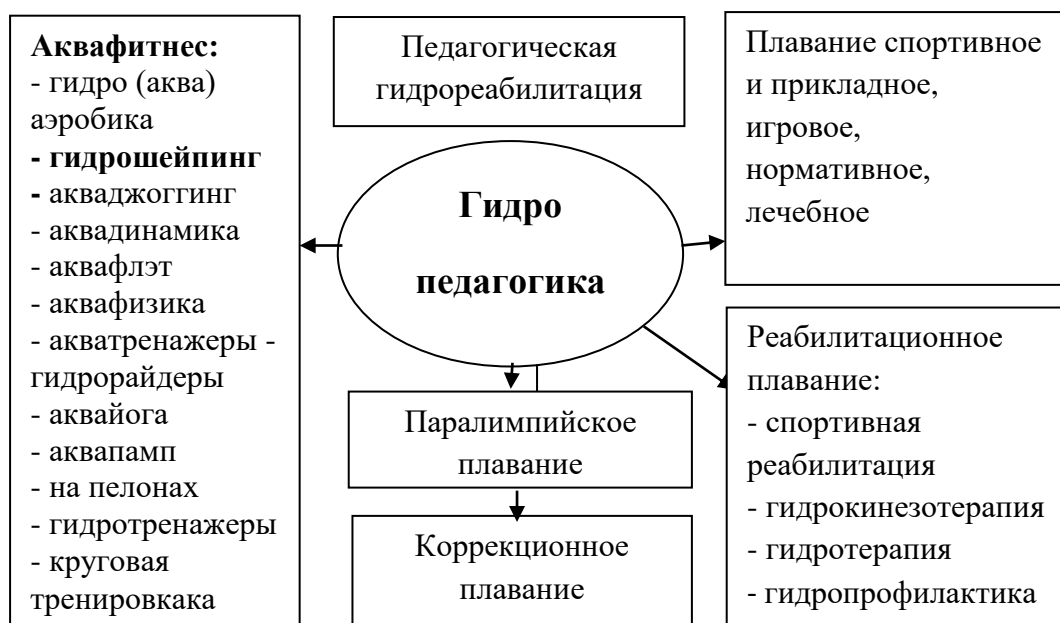 Аквафитнес:
- гидро (аква)
аэробика
- гидрошейпинг
- акваджоггинг
- аквадинамика
- аквафлэт
- аквафизика
- акватренажеры -
гидрорайдеры
- аквайога
- аквапамп
- на пелонах
- гидротренажеры
- круговая
тренировкака
Педагогическая
гидрореабилитация
Гидро
педагогика
Паралимпийское
плавание
Коррекционное
плавание
Плавание спортивное
и прикладное,
игровое,
нормативное,
лечебное
Реабилитационное
плавание:
- спортивная
реабилитация
- гидрокинезотерапия
- гидротерапия
- гидропрофилактика